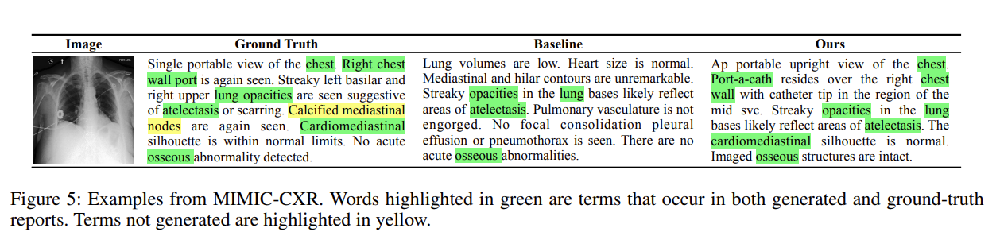 Image Ground Truth Baseline Ours
Single portable view of the chest. Right chest
wall port is again seen. Streaky left basilar and
right upper lung opacities are seen suggestive
of atelectasis or scarring. Calcified mediastinal
nodes are again seen. Cardiomediastinal
silhouette is within normal limits. No acute
osseous abnormality detected.
Lung volumes are low. Heart size is normal.
Mediastinal and hilar contours are unremarkable.
Streaky opacities in the lung bases likely reflect
areas of atelectasis. Pulmonary vasculature is not
engorged. No focal consolidation pleural
effusion or pneumothorax is seen. There are no
acute osseous abnormalities.
Ap portable upright view of the chest.
Port-a-cath resides over the right chest
wall with catheter tip in the region of the
mid svc. Streaky opacities in the lung
bases likely reflect areas of atelectasis. The
cardiomediastinal silhouette is normal.
Imaged osseous structures are intact.
Figure 5: Examples from MIMIC-CXR. Words highlighted in green are terms that occur in both generated and ground-truth
reports. Terms not generated are highlighted in yellow.